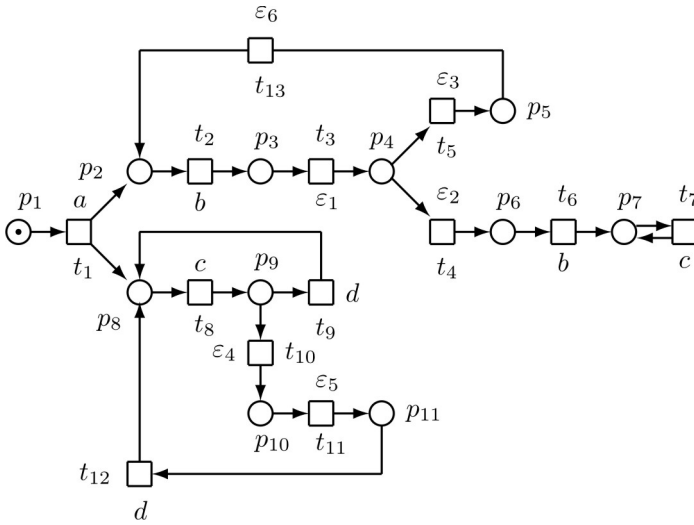 ε₆
t₁₃
ε₃
p₅
t₅
t₂
p₃
t₃
p₄
p₂
b
ε₁
ε₂
p₆
t₆
p₇
t₇
p₁
a
t₁
t₄
b
c
c
p₉
d
p₈
t₈
t₉
ε₄
t₁₀
ε₅
p₁₁
p₁₀
t₁₁
t₁₂
d